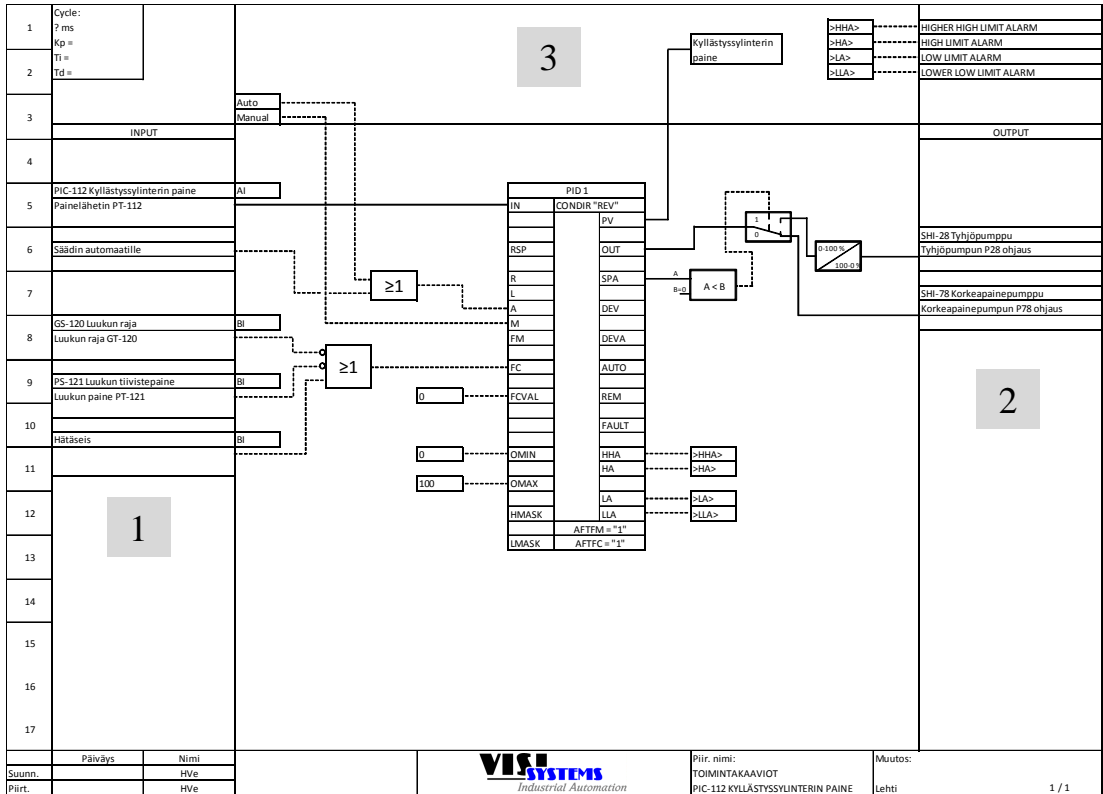 1
2
3
4
5
6
7
8
9
10
11
12
13
14
15
16
17
Cycle:
? ms
Kp =
Ti =
Td =
3
Kyllästyssylinterin
paine
>HHA> HIGHER HIGH LIMIT ALARM
>HA> HIGH LIMIT ALARM
>LA> LOW LIMIT ALARM
>LLA> LOWER LOW LIMIT ALARM
Auto
Manual
INPUT
OUTPUT
PIC-112 Kyllästyssylinterin paine AI
Painelähetin PT-112
Säädin automaatille
GS-120 Luukun raja BI
Luukun raja GT-120
PS-121 Luukun tiivistepaine BI
Luukun paine PT-121
Hätäseis BI
1
≥1
≥1
0
0
100
PID 1
IN CONDIR "REV"
PV
RSP OUT
R SPA
L
A DEV
M
FM DEVA
FC AUTO
FCVAL REM
FAULT
OMIN HHA
HA
OMAX
LA
HMASK LLA
AFTFM = "1"
LMASK AFTFC = "1"
>HHA>
>HA>
>LA>
>LLA>
A
B=0
A < B
1
0
0-100 %
100-0 %
SHI-28 Tyhjöpumppu
Tyhjöpumpun P28 ohjaus
SHI-78 Korkeapainepumppu
Korkeapainepumpun P78 ohjaus
2
Päiväys Nimi
Suunn. HVe
Piirt. HVe
VISI
SYSTEMS
Industrial Automation
Piir. nimi:
TOIMINTAKAAVIOT
PIC-112 KYLLÄSTYSSYLINTERIN PAINE
Muutos:
Lehti 1 / 1